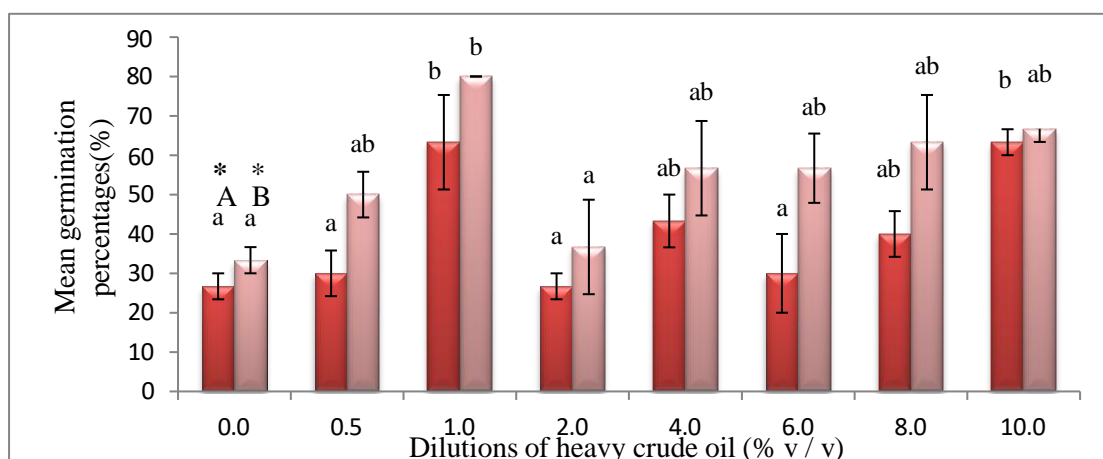 Mean germination
percentages(%)
90
80
70
60
50
40
30
20
10
0
* *
A B
a a
a ab
b b
a a
ab ab
a ab
ab ab
b ab
0.0 0.5 1.0 2.0 4.0 6.0 8.0 10.0
Dilutions of heavy crude oil (% v / v)